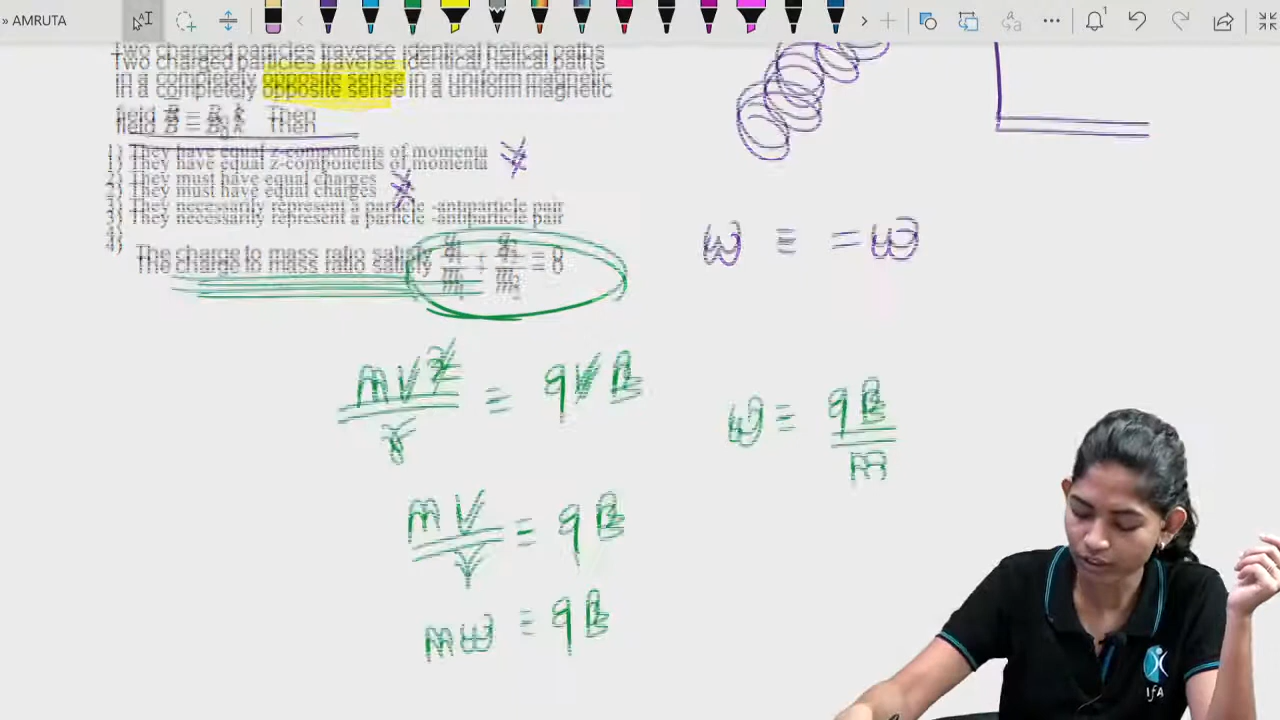 » AMRUTA
Two charged particles traverse identical helical paths
in a completely opposite sense in a uniform magnetic
field B = B₀ k Then
1) They have equal z-components of momenta
2) They must have equal charges
3) They necessarily represent a particle -antiparticle pair
4)
The charge to mass ratio satisfy q₁/m₁ + q₂/m₂ = 0
ω = -ω
mv²/r = qvB
ω = qB/m
mv/r = qB
mω = qB
IfA